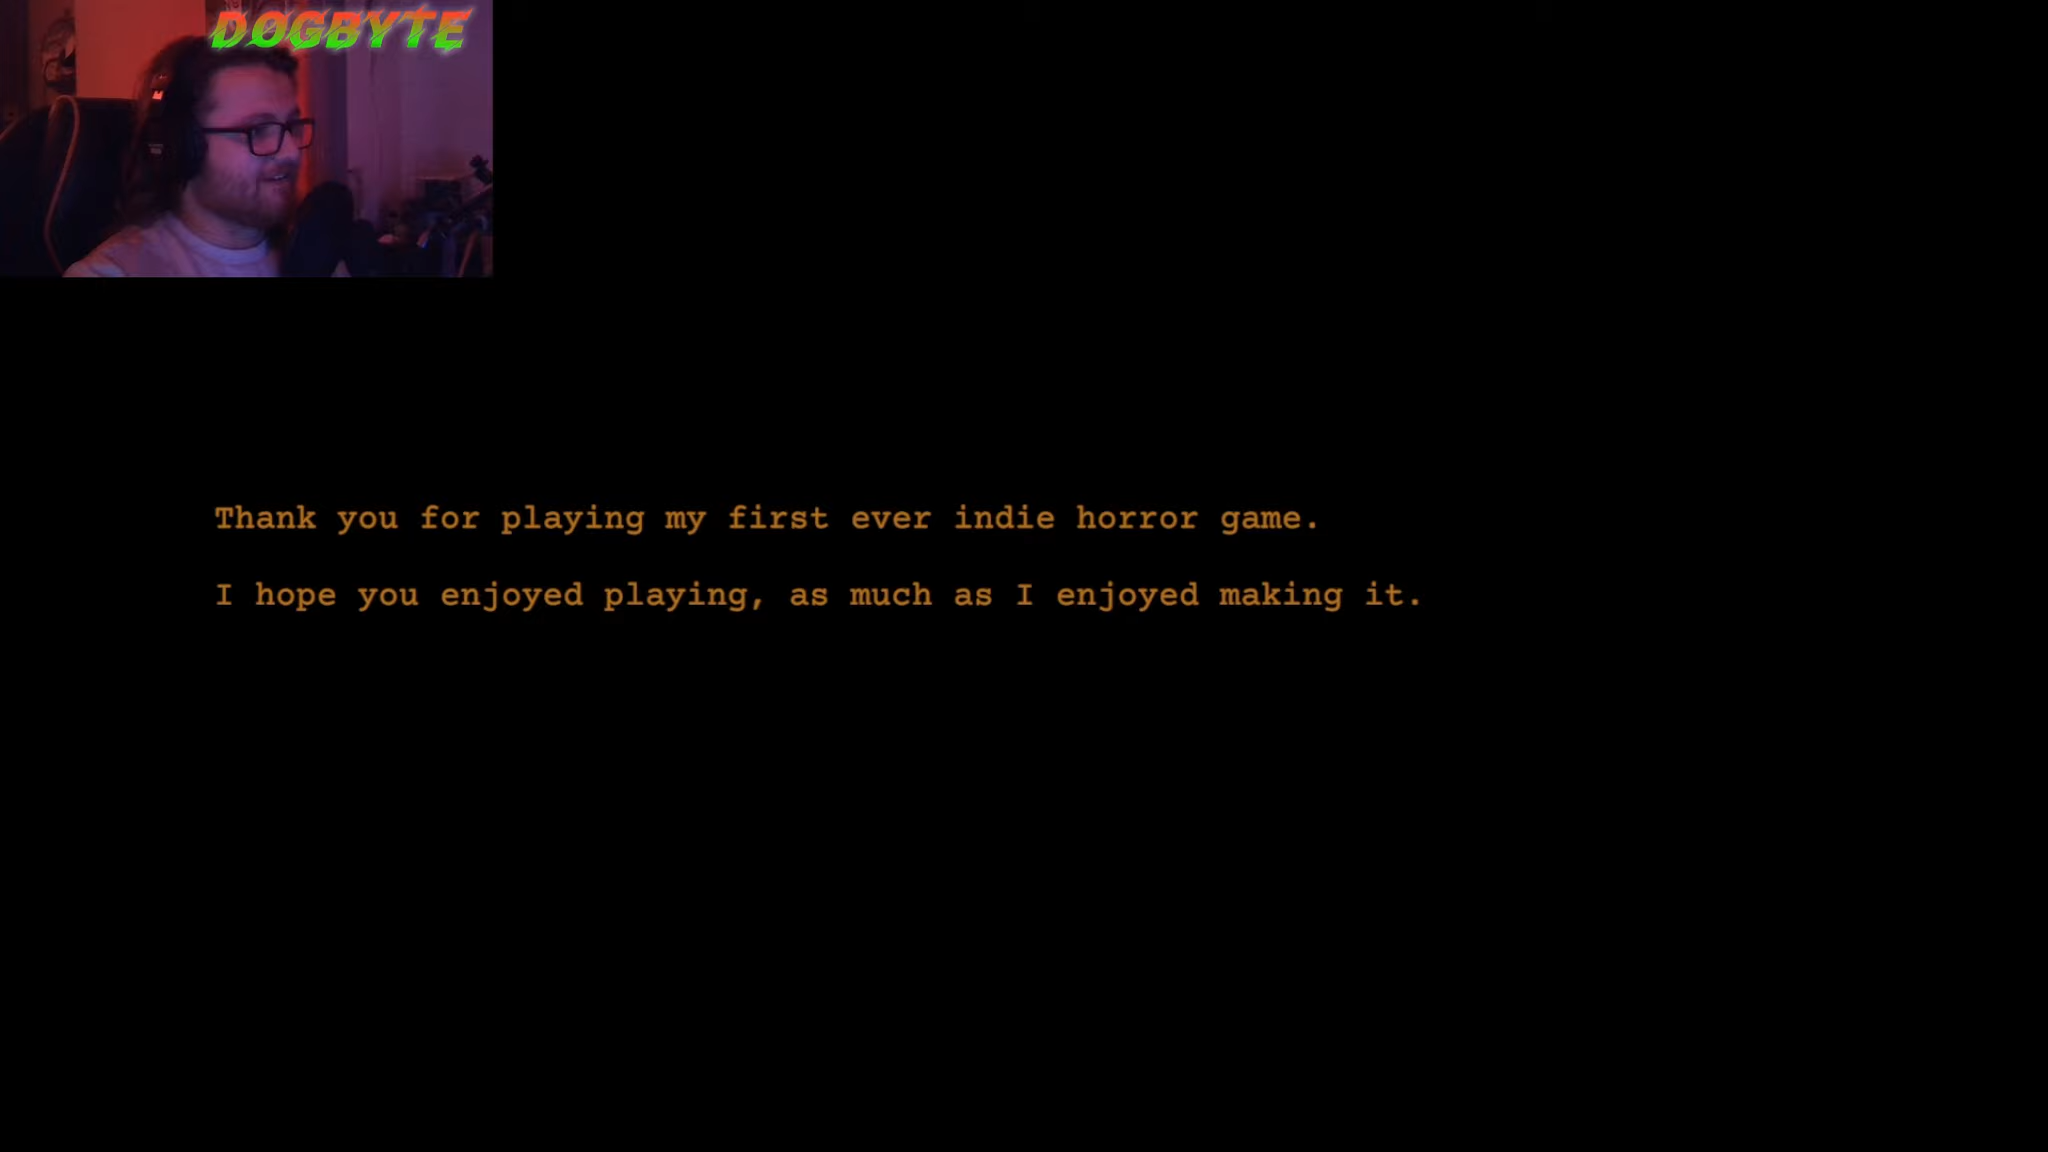 DOGBYTE
Thank you for playing my first ever indie horror game.
I hope you enjoyed playing, as much as I enjoyed making it.